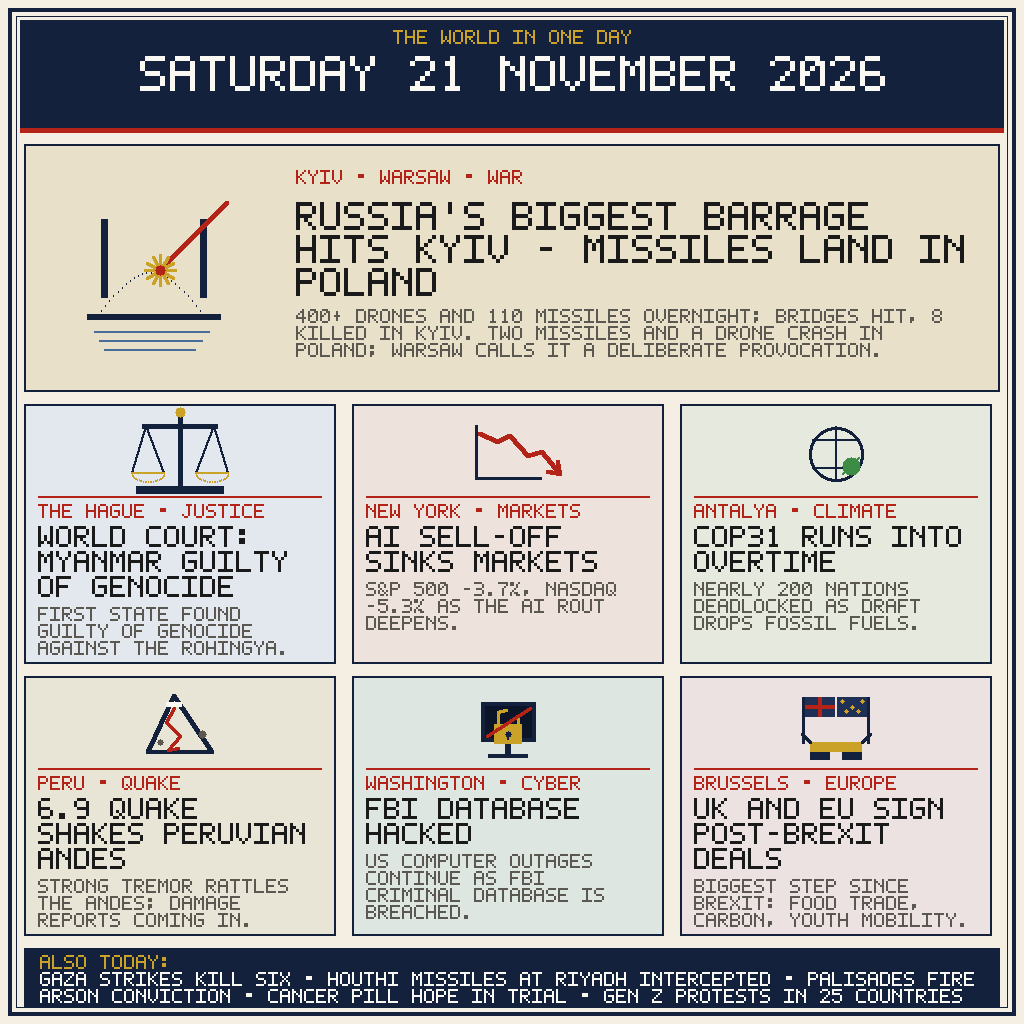 THE WORLD IN ONE DAY
SATURDAY 21 NOVEMBER 2026
KYIV - WARSAW - WAR
RUSSIA'S BIGGEST BARRAGE
HITS KYIV - MISSILES LAND IN
POLAND
400+ DRONES AND 110 MISSILES OVERNIGHT; BRIDGES HIT, 8
KILLED IN KYIV. TWO MISSILES AND A DRONE CRASH IN
POLAND; WARSAW CALLS IT A DELIBERATE PROVOCATION.
THE HAGUE - JUSTICE
WORLD COURT:
MYANMAR GUILTY
OF GENOCIDE
FIRST STATE FOUND
GUILTY OF GENOCIDE
AGAINST THE ROHINGYA.
NEW YORK - MARKETS
AI SELL-OFF
SINKS MARKETS
S&P 500 -3.7%, NASDAQ
-5.3% AS THE AI ROUT
DEEPENS.
ANTALYA - CLIMATE
COP31 RUNS INTO
OVERTIME
NEARLY 200 NATIONS
DEADLOCKED AS DRAFT
DROPS FOSSIL FUELS.
PERU - QUAKE
6.9 QUAKE
SHAKES PERUVIAN
ANDES
STRONG TREMOR RATTLES
THE ANDES; DAMAGE
REPORTS COMING IN.
WASHINGTON - CYBER
FBI DATABASE
HACKED
US COMPUTER OUTAGES
CONTINUE AS FBI
CRIMINAL DATABASE IS
BREACHED.
BRUSSELS - EUROPE
UK AND EU SIGN
POST-BREXIT
DEALS
BIGGEST STEP SINCE
BREXIT: FOOD TRADE,
CARBON, YOUTH MOBILITY.
ALSO TODAY:
GAZA STRIKES KILL SIX - HOUTHI MISSILES AT RIYADH INTERCEPTED - PALISADES FIRE
ARSON CONVICTION - CANCER PILL HOPE IN TRIAL - GEN Z PROTESTS IN 25 COUNTRIES